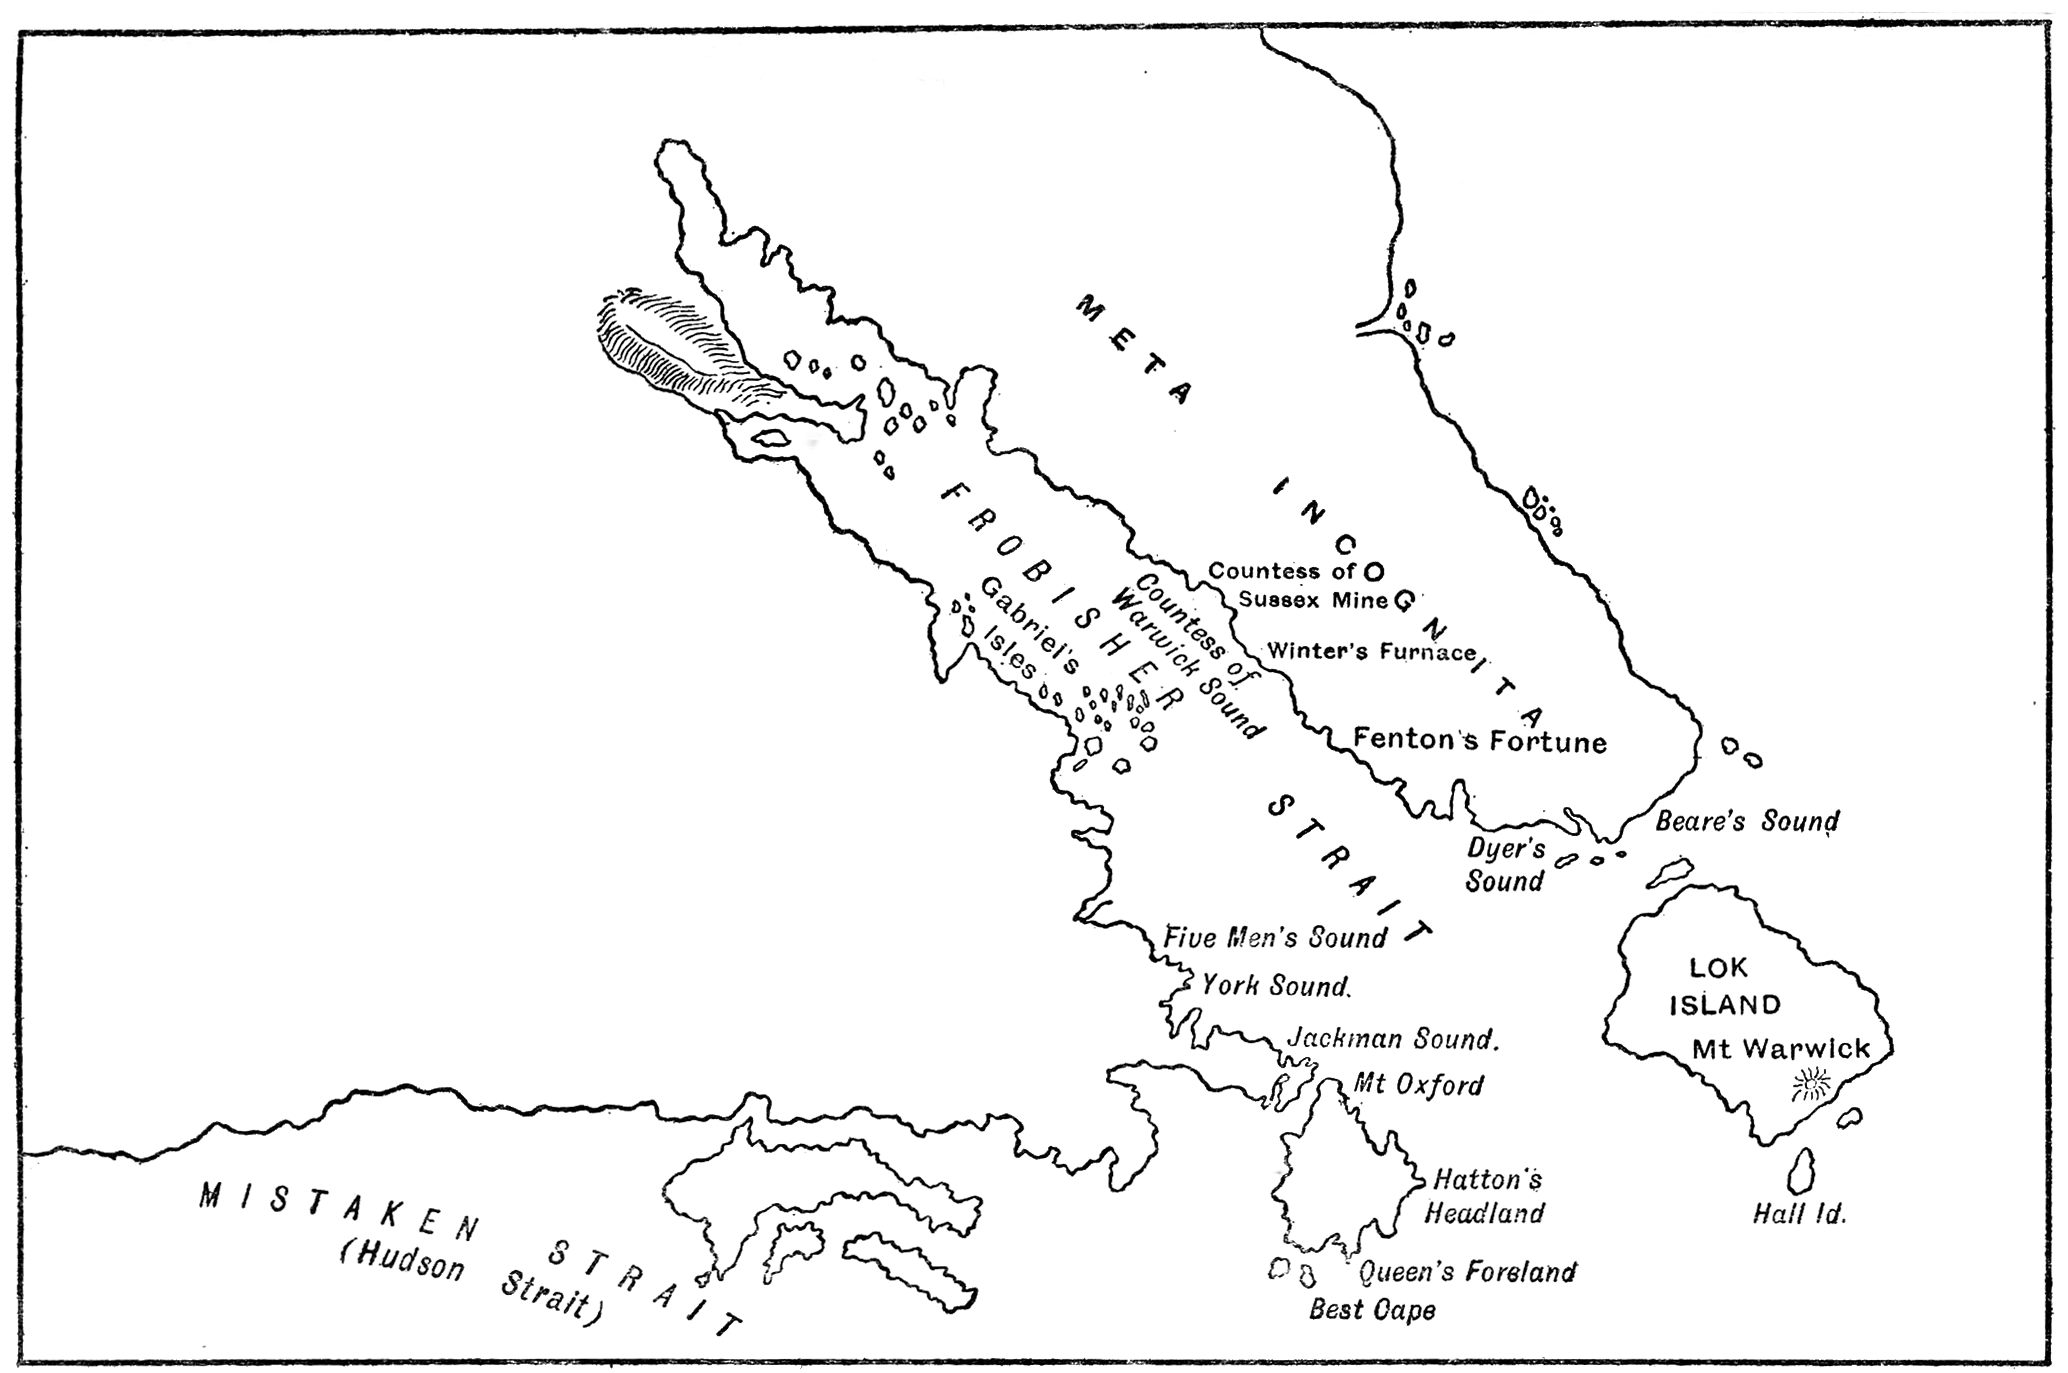 META
INCOGNITA
FROBISHER
STRAIT
Countess of
Sussex Mine
Gabriel's
Isles
Countess of
Warwick Sound
Winter's Furnace
Fenton's Fortune
Beare's Sound
Dyer's
Sound
Five Men's Sound
York Sound.
LOK
ISLAND
Mt Warwick
Jackman Sound.
Mt Oxford
Hatton's
Headland
Hall Id.
Queen's Foreland
Best Cape
MISTAKEN STRAIT
(Hudson Strait)